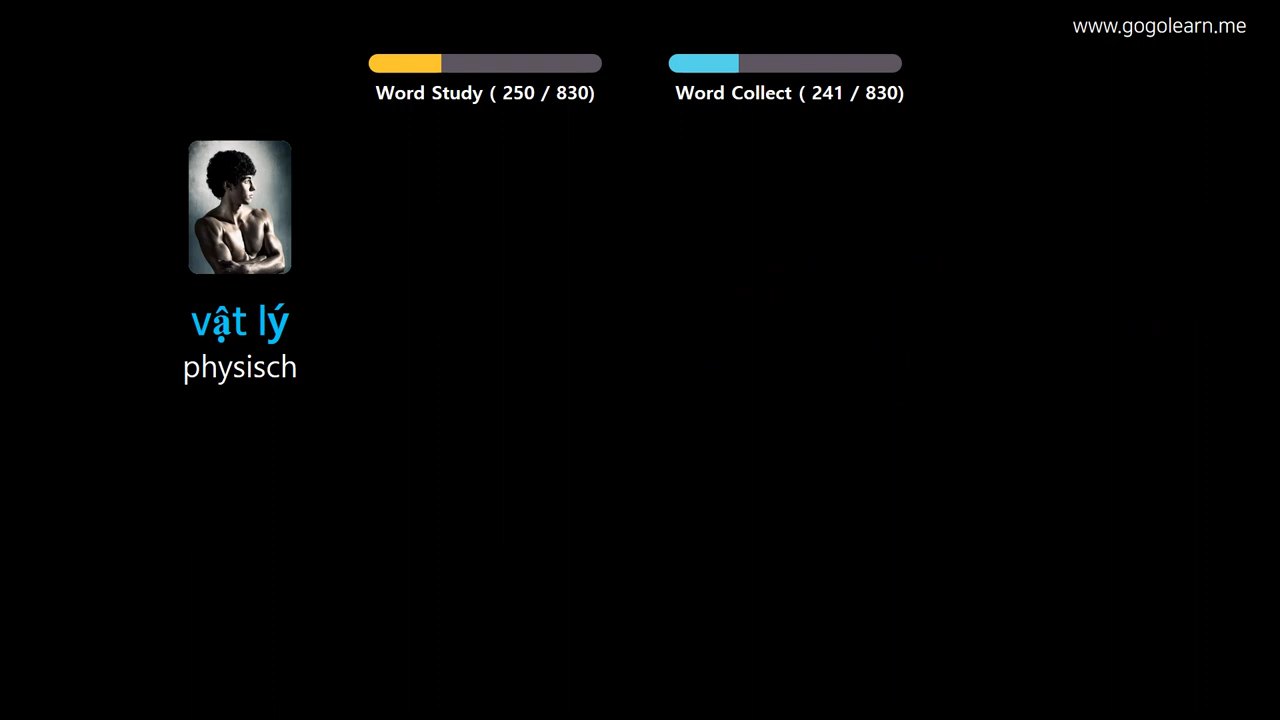 www.gogolearn.me
Word Study ( 250 / 830)
Word Collect ( 241 / 830)
vật lý
physisch